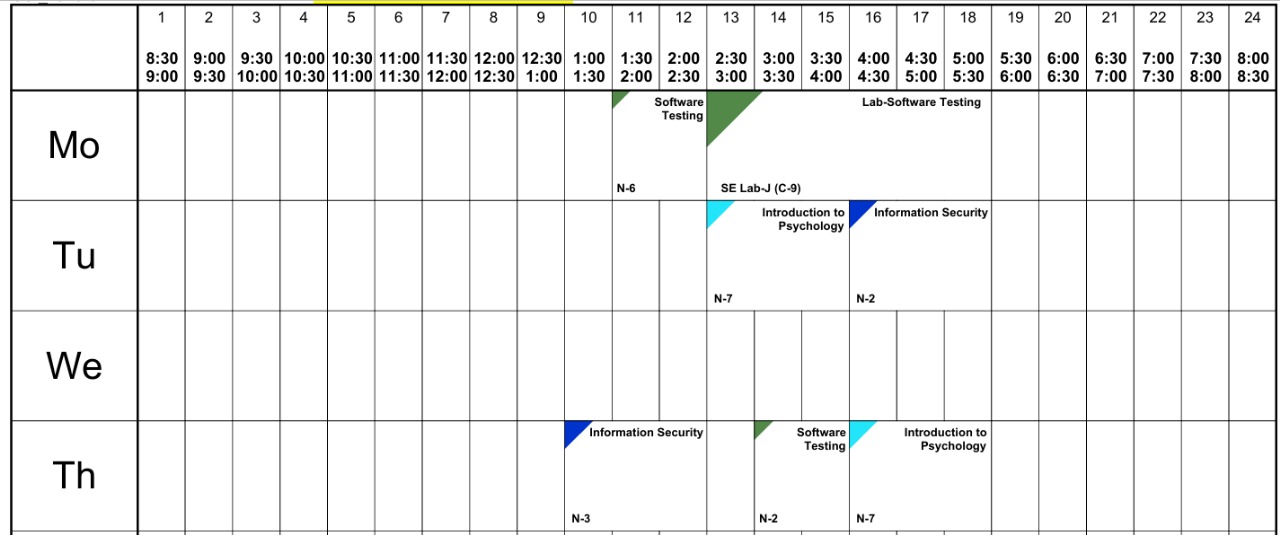 1 2 3 4 5 6 7 8 9 10 11 12 13 14 15 16 17 18 19 20 21 22 23 24
8:30 9:00 9:30 10:00 10:30 11:00 11:30 12:00 12:30 1:00 1:30 2:00 2:30 3:00 3:30 4:00 4:30 5:00 5:30 6:00 6:30 7:00 7:30 8:00
9:00 9:30 10:00 10:30 11:00 11:30 12:00 12:30 1:00 1:30 2:00 2:30 3:00 3:30 4:00 4:30 5:00 5:30 6:00 6:30 7:00 7:30 8:00 8:30
Mo
Software
Testing
N-6
Lab-Software Testing
SE Lab-J (C-9)
Tu
Introduction to
Psychology
N-7
Information Security
N-2
We
Th
Information Security
N-3
Software
Testing
N-2
Introduction to
Psychology
N-7